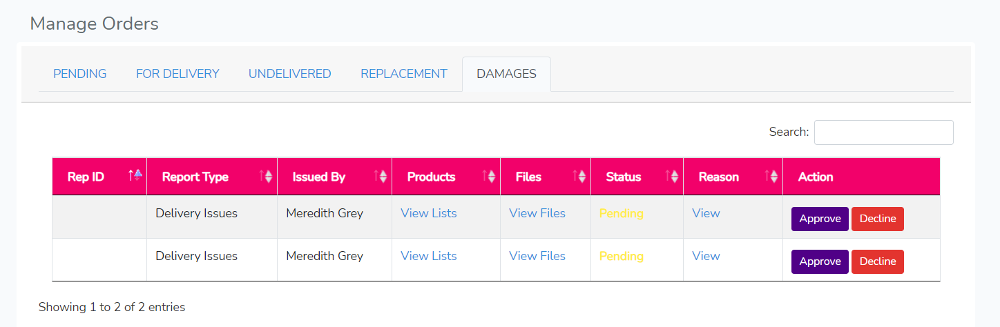 Manage Orders
PENDING FOR DELIVERY UNDELIVERED REPLACEMENT DAMAGES
Search:
Rep ID Report Type Issued By Products Files Status Reason Action
Delivery Issues Meredith Grey View Lists View Files Pending View Approve Decline
Delivery Issues Meredith Grey View Lists View Files Pending View Approve Decline
Showing 1 to 2 of 2 entries